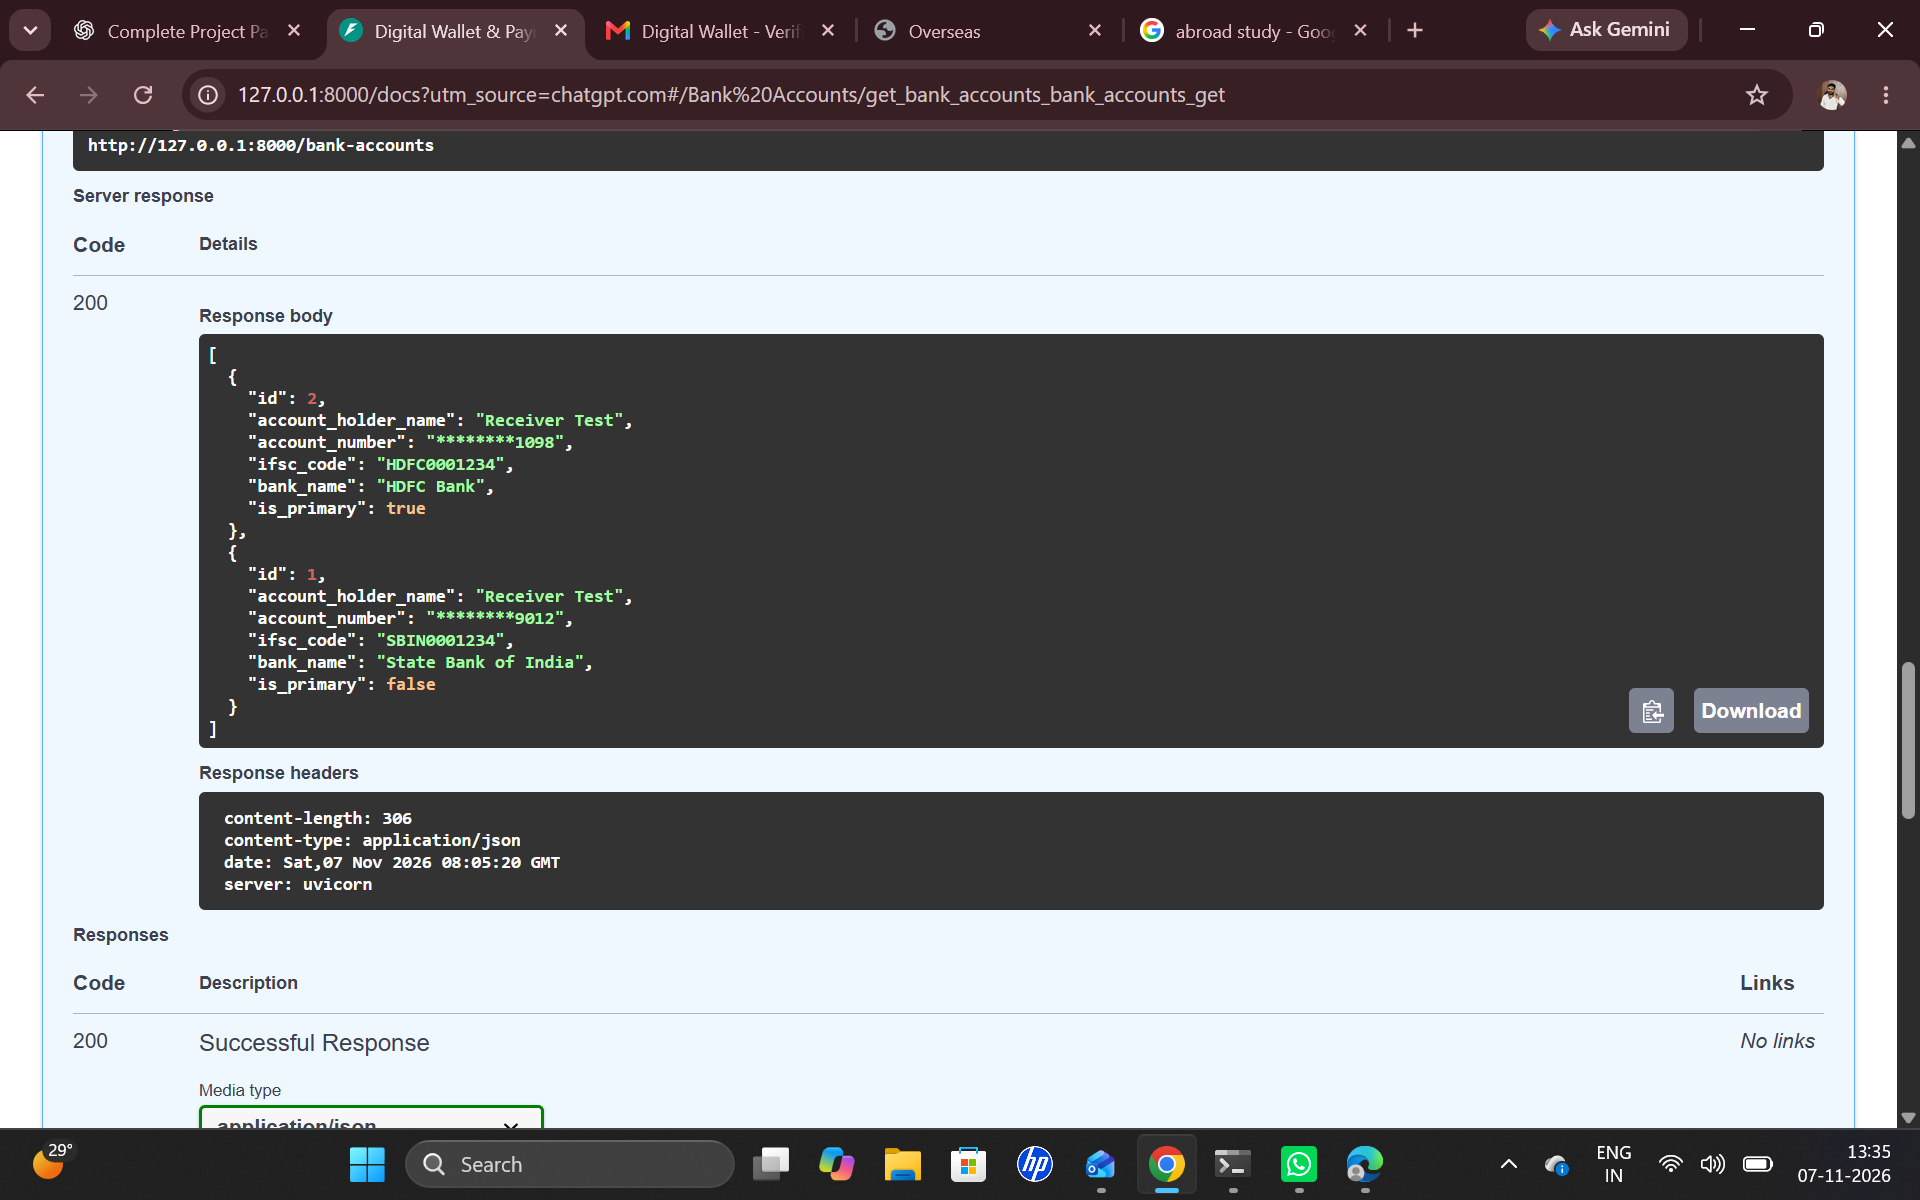 Complete Project Pa
Digital Wallet & Pay
Digital Wallet - Verif
Overseas
abroad study - Goo
Ask Gemini
127.0.0.1:8000/docs?utm_source=chatgpt.com#/Bank%20Accounts/get_bank_accounts_bank_accounts_get
http://127.0.0.1:8000/bank-accounts
Server response
Code Details
200
Response body
[
{
"id": 2,
"account_holder_name": "Receiver Test",
"account_number": "********1098",
"ifsc_code": "HDFC0001234",
"bank_name": "HDFC Bank",
"is_primary": true
},
{
"id": 1,
"account_holder_name": "Receiver Test",
"account_number": "********9012",
"ifsc_code": "SBIN0001234",
"bank_name": "State Bank of India",
"is_primary": false
}
]
Download
Response headers
content-length: 306
content-type: application/json
date: Sat,07 Nov 2026 08:05:20 GMT
server: uvicorn
Responses
Code Description Links
200 Successful Response No links
Media type
application/json
29°
Search
hp
ENG
IN
13:35
07-11-2026